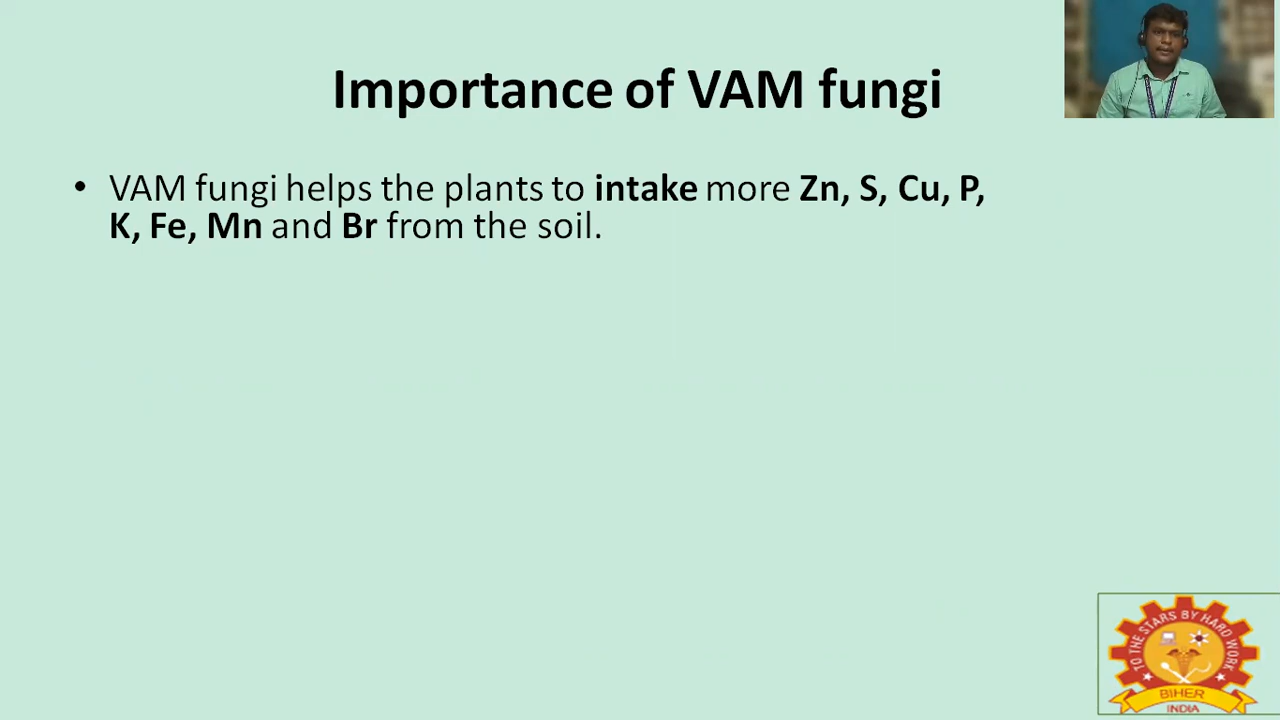 Importance of VAM fungi
• VAM fungi helps the plants to intake more Zn, S, Cu, P,
K, Fe, Mn and Br from the soil.
TO THE STARS BY HARD WORK
BIHER
INDIA